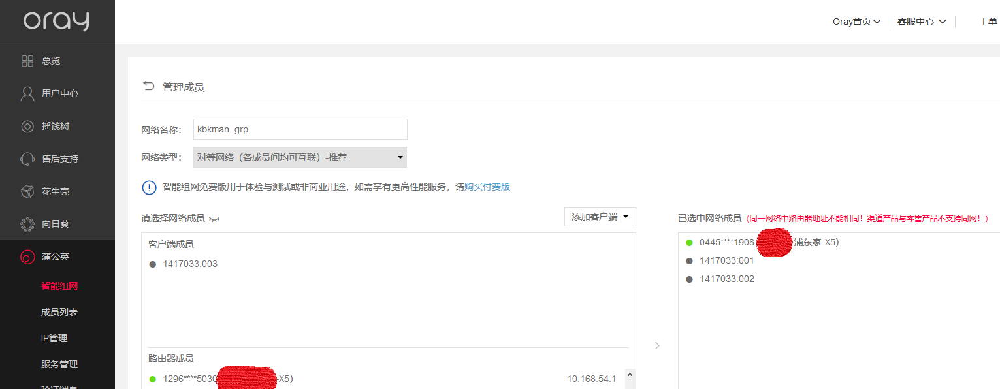 oray
Oray首页
客服中心
工单
总览
用户中心
摇钱树
售后支持
花生壳
向日葵
蒲公英
智能组网
成员列表
IP管理
服务管理
管理成员
网络名称： kbkman_grp
网络类型： 对等网络（各成员间均可互联）-推荐
智能组网免费版用于体验与测试或非商业用途，如需享有更高性能服务，请购买付费版
请选择网络成员
添加客户端
客户端成员
1417033:003
路由器成员
1296****5030 -X5) 10.168.54.1
已选中网络成员 (同一网络中路由器地址不能相同！渠道产品与零售产品不支持同网！)
0445****1908 浦东家-X5)
1417033:001
1417033:002